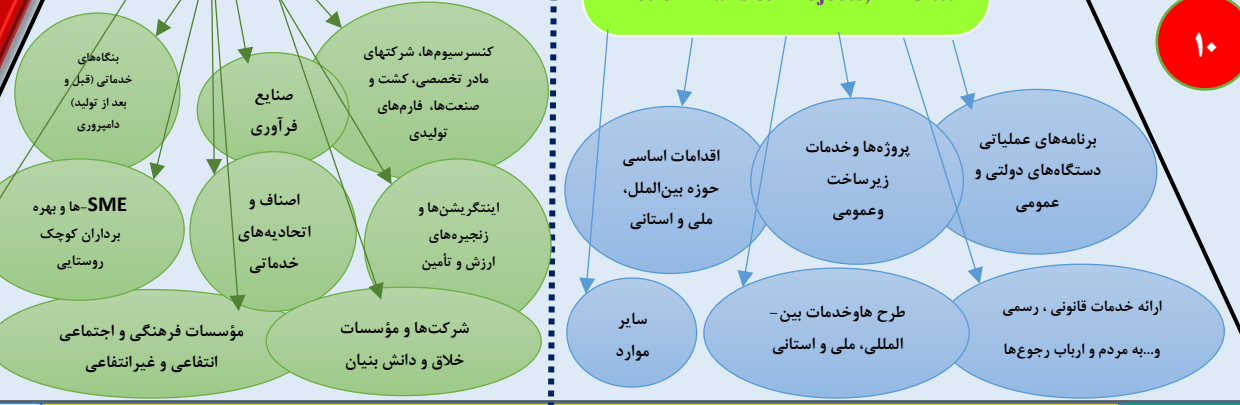 ۱۰
برنامه‌های عملیاتی
دستگاه‌های دولتی و
عمومی
پروژه‌ها وخدمات
زیرساخت
وعمومی
اقدامات اساسی
حوزه بین‌الملل،
ملی و استانی
ارائه خدمات قانونی ، رسمی
و...به مردم و ارباب رجوع‌ها
طرح هاوخدمات بین-
المللی، ملی و استانی
سایر
موارد
کنسرسیوم‌ها، شرکتهای
مادر تخصصی، کشت و
صنعت‌ها، فارم‌های
تولیدی
صنایع
فرآوری
بنگاه‌های
خدماتی (قبل و
بعد از تولید)
دامپروری
اینتگریشن‌ها و
زنجیره‌های
ارزش و تأمین
اصناف و
اتحادیه‌های
خدماتی
SME-ها و بهره
برداران کوچک
روستایی
شرکت‌ها و مؤسسات
خلاق و دانش بنیان
مؤسسات فرهنگی و اجتماعی
انتفاعی و غیرانتفاعی